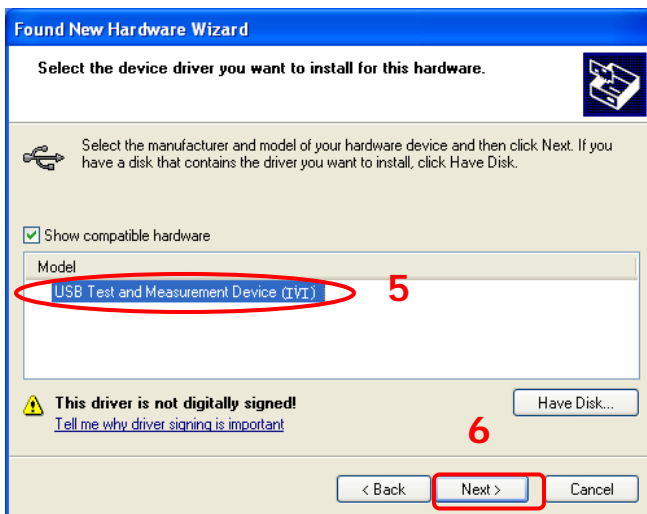 Found New Hardware Wizard
Select the device driver you want to install for this hardware.
Select the manufacturer and model of your hardware device and then click Next. If you
have a disk that contains the driver you want to install, click Have Disk.
Show compatible hardware
Model
USB Test and Measurement Device (IVI)
5
This driver is not digitally signed!
Have Disk...
Tell me why driver signing is important
6
< Back
Next >
Cancel